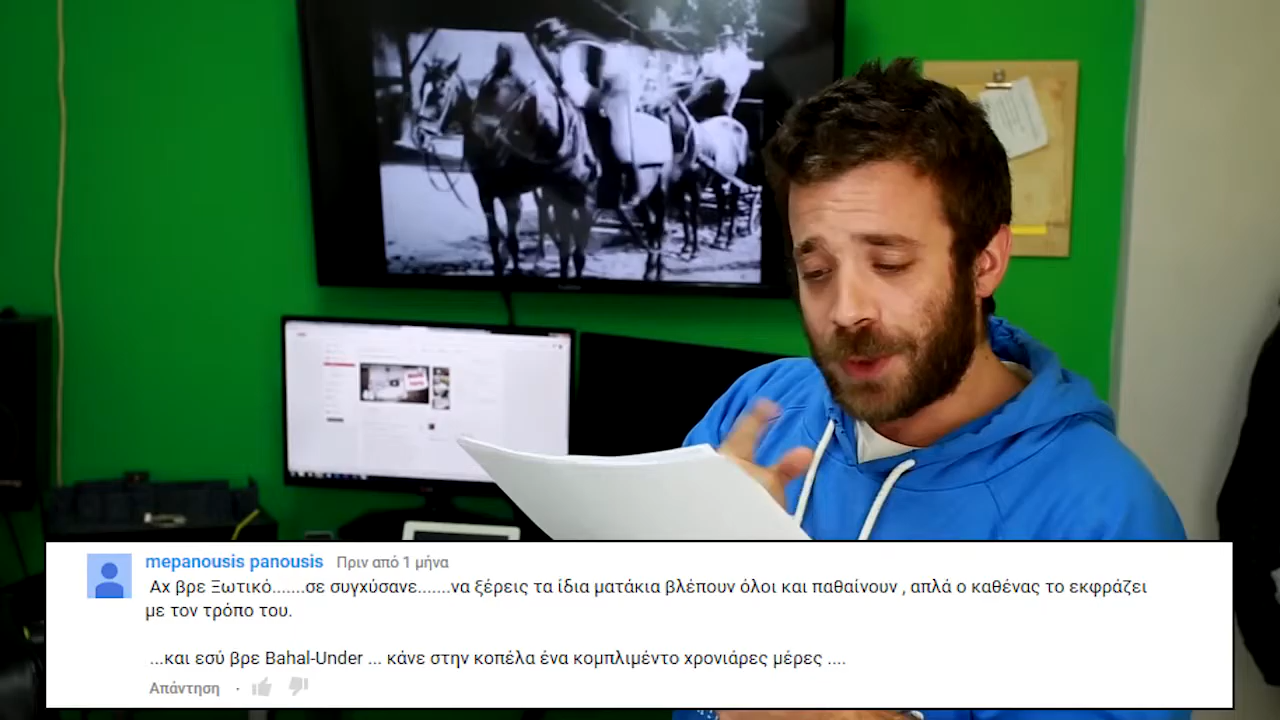 mepanousis panousis Πριν από 1 μήνα
Αχ βρε Ξωτικό.......σε συγχύσανε.......να ξέρεις τα ίδια ματάκια βλέπουν όλοι και παθαίνουν , απλά ο καθένας το εκφράζει
με τον τρόπο του.
...και εσύ βρε Bahal-Under ... κάνε στην κοπέλα ένα κομπλιμέντο χρονιάρες μέρες ....
Απάντηση ·